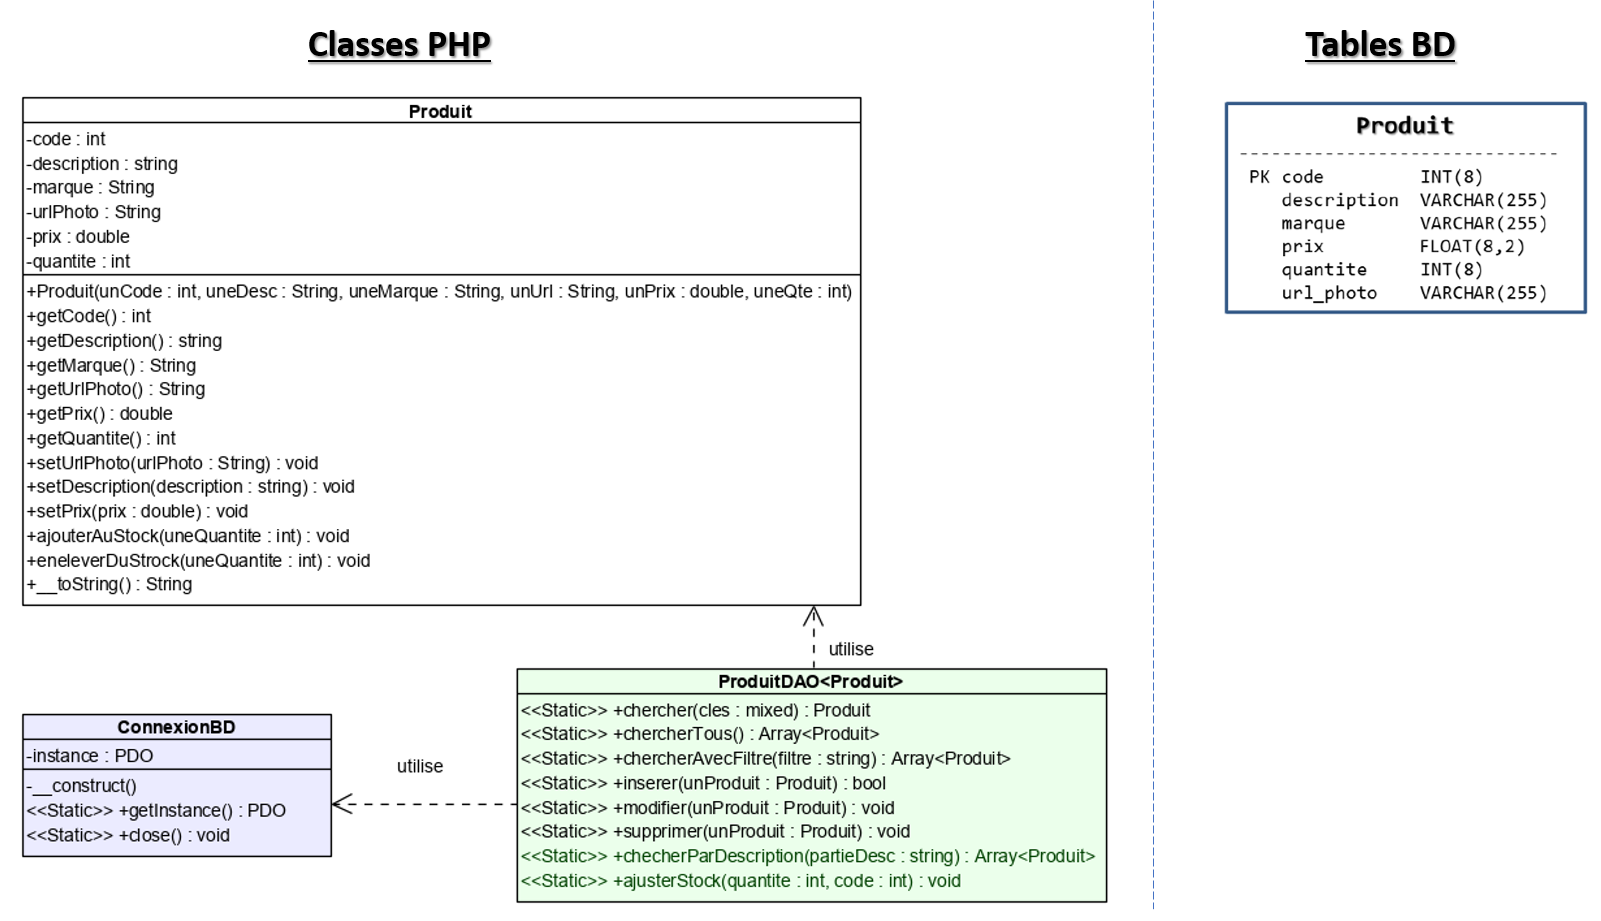 Classes PHP
Tables BD
Produit
-code : int
-description : string
-marque : String
-urlPhoto : String
-prix : double
-quantite : int
+Produit(unCode : int, uneDesc : String, uneMarque : String, unUrl : String, unPrix : double, uneQte : int)
+getCode() : int
+getDescription() : string
+getMarque() : String
+getUrlPhoto() : String
+getPrix() : double
+getQuantite() : int
+setUrlPhoto(urlPhoto : String) : void
+setDescription(description : string) : void
+setPrix(prix : double) : void
+ajouterAuStock(uneQuantite : int) : void
+eneleverDuStrock(uneQuantite : int) : void
+__toString() : String
Produit
PK code INT(8)
description VARCHAR(255)
marque VARCHAR(255)
prix FLOAT(8,2)
quantite INT(8)
url_photo VARCHAR(255)
utilise
ConnexionBD
-instance : PDO
-__construct()
<<Static>> +getInstance() : PDO
<<Static>> +close() : void
utilise
ProduitDAO<Produit>
<<Static>> +chercher(cles : mixed) : Produit
<<Static>> +chercherTous() : Array<Produit>
<<Static>> +chercherAvecFiltre(filtre : string) : Array<Produit>
<<Static>> +inserer(unProduit : Produit) : bool
<<Static>> +modifier(unProduit : Produit) : void
<<Static>> +supprimer(unProduit : Produit) : void
<<Static>> +checherParDescription(partieDesc : string) : Array<Produit>
<<Static>> +ajusterStock(quantite : int, code : int) : void